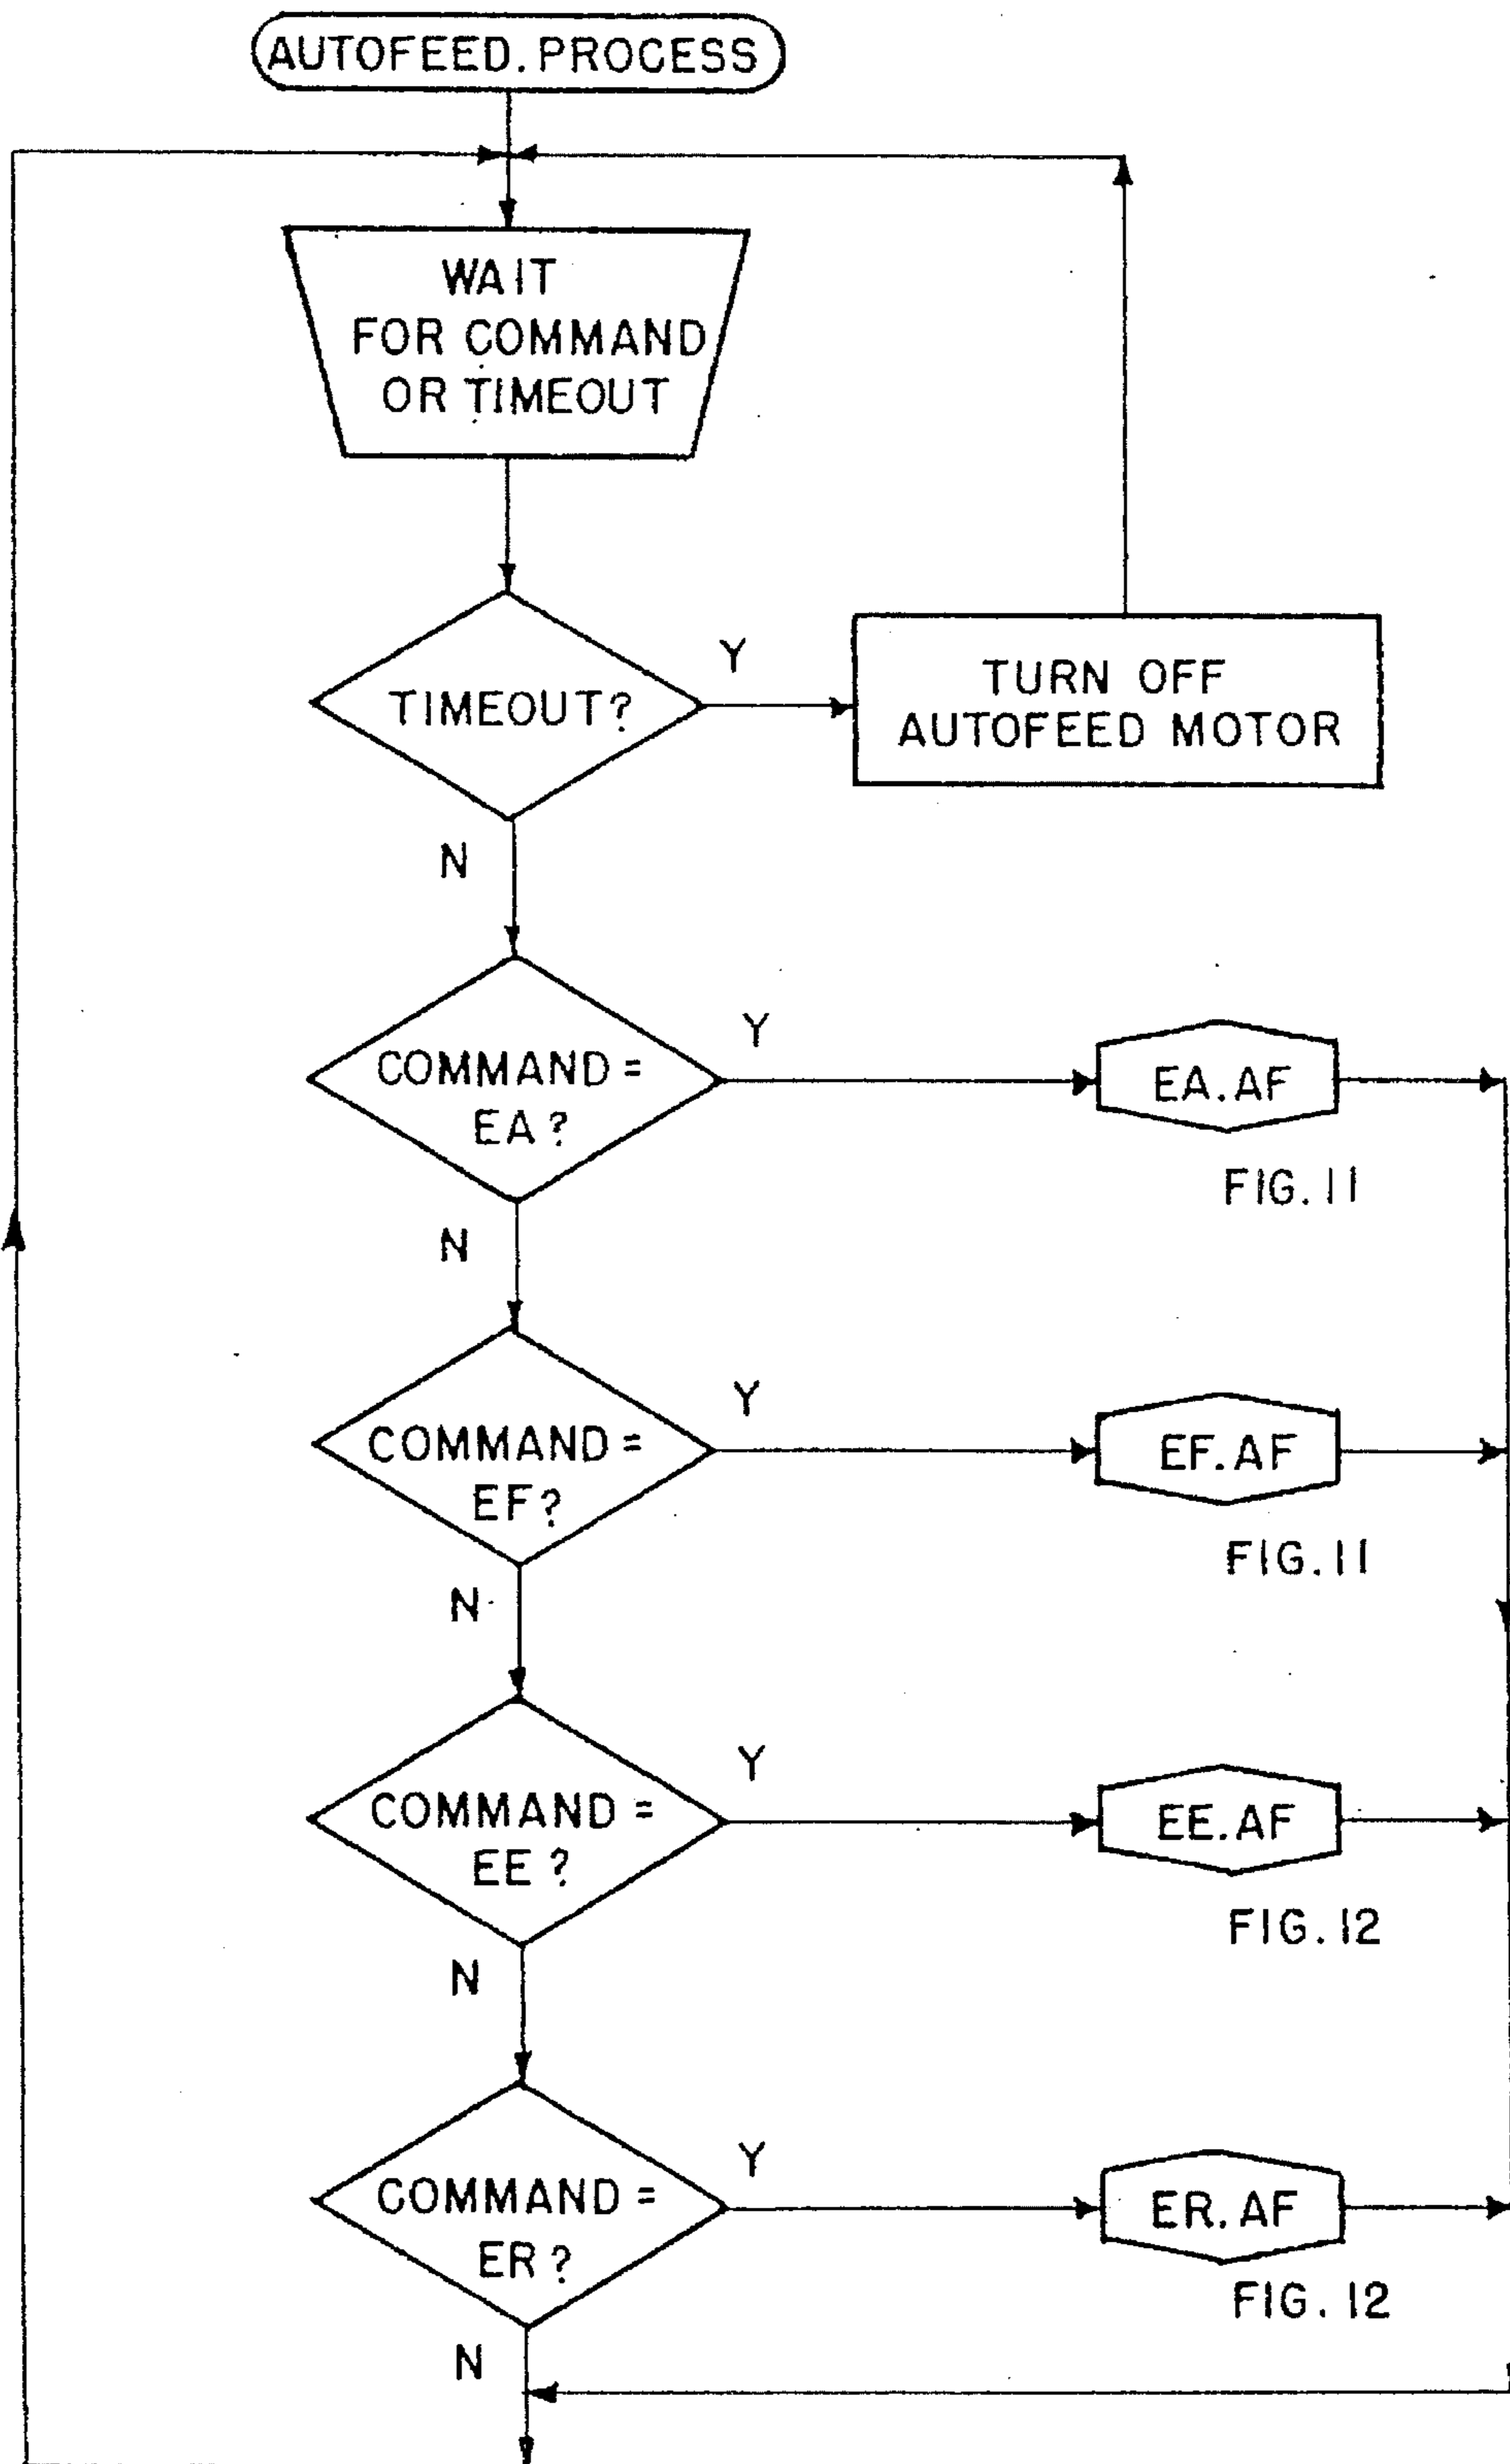 AUTOFEED.PROCESS
WAIT
FOR COMMAND
OR TIMEOUT
TIMEOUT?
Y
TURN OFF
AUTOFEED MOTOR
N
COMMAND =
EA?
Y
EA.AF
FIG.11
N
COMMAND =
EF?
Y
EF.AF
FIG.11
N
COMMAND =
EE?
Y
EE.AF
FIG.12
N
COMMAND =
ER?
Y
ER.AF
FIG.12
N